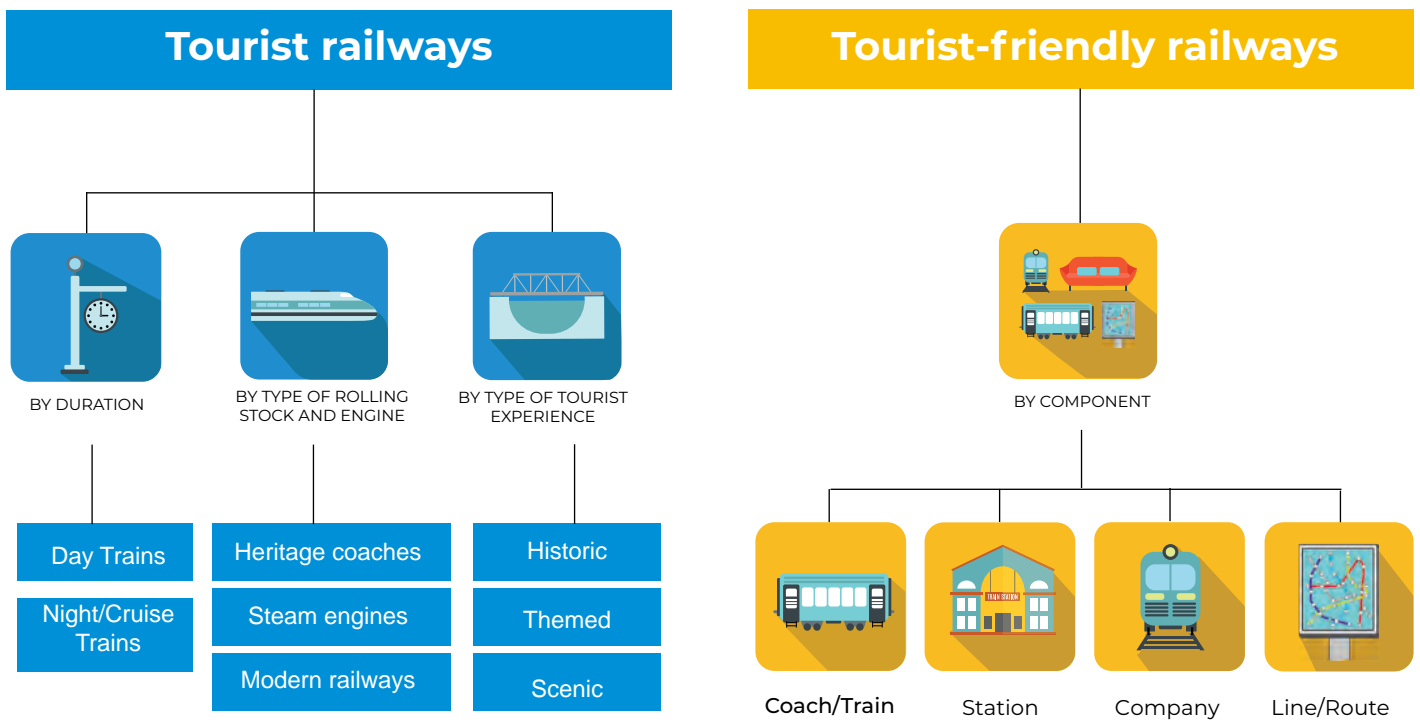 Tourist railways
Tourist-friendly railways
BY DURATION
BY TYPE OF ROLLING
STOCK AND ENGINE
BY TYPE OF TOURIST
EXPERIENCE
BY COMPONENT
Day Trains
Night/Cruise
Trains
Heritage coaches
Steam engines
Modern railways
Historic
Themed
Scenic
TRAIN STATION
Coach/Train
Station
Company
Line/Route